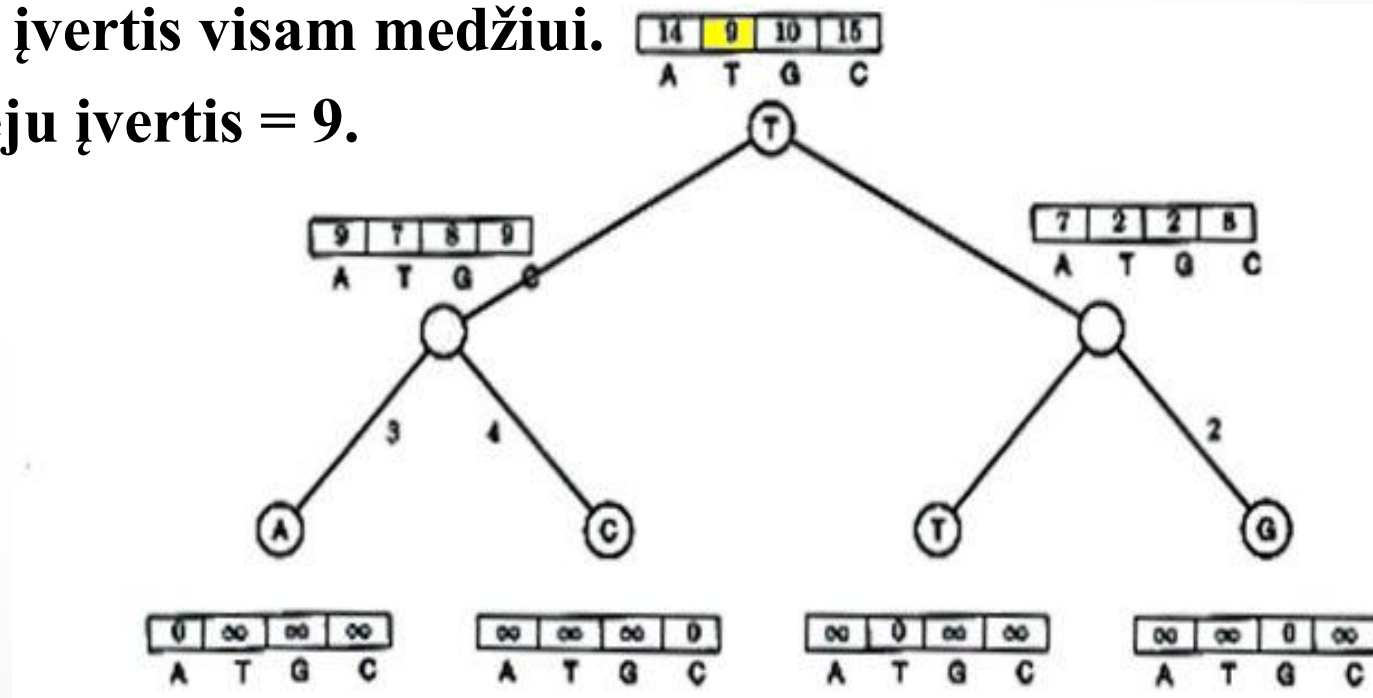 įvertis visam medžiui.
ėju įvertis = 9.
14 9 10 15
A T G C
T
9 7 8 9
A T G C
7 2 2 8
A T G C
3 4 2
A C T G
0 ∞ ∞ ∞
A T G C
∞ ∞ ∞ 0
A T G C
∞ 0 ∞ ∞
A T G C
∞ ∞ 0 ∞
A T G C